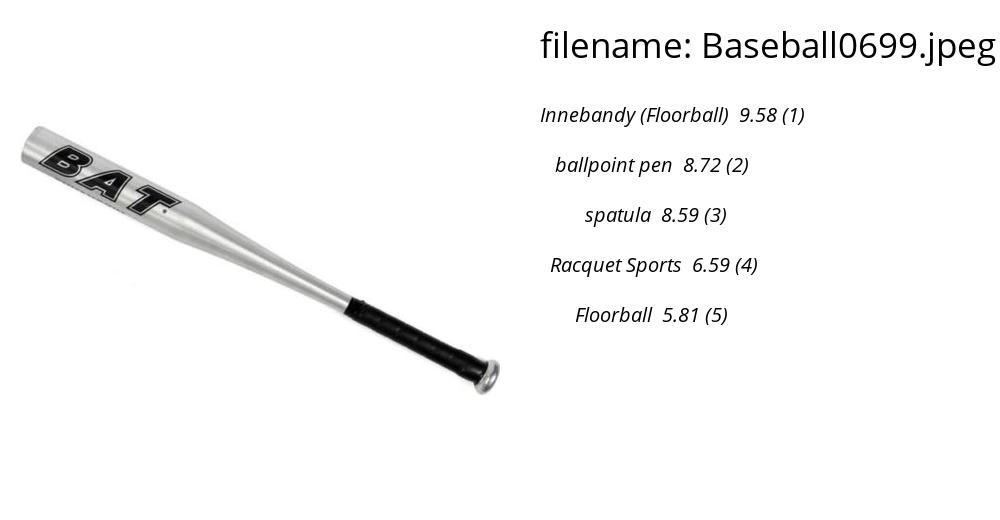 BAT
filename: Baseball0699.jpeg
Innebandy (Floorball) 9.58 (1)
ballpoint pen 8.72 (2)
spatula 8.59 (3)
Racquet Sports 6.59 (4)
Floorball 5.81 (5)